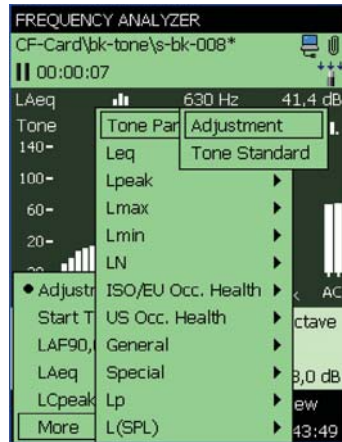 FREQUENCY ANALYZER
CF-Card\bk-tone\s-bk-008*
00:00:07
LAeq 630 Hz 41,4 dB
Tone
Tone Par
Adjustment
Tone Standard
140-
100-
60-
20-
Leq
Lpeak
Lmax
Lmin
LN
ISO/EU Occ. Health
US Occ. Health
General
Special
Lp
L(SPL)
AC
Adjustr
Start T
LAF90,
LAeq
LCpeak
More
ctave
3,0 dB
ew
43:49